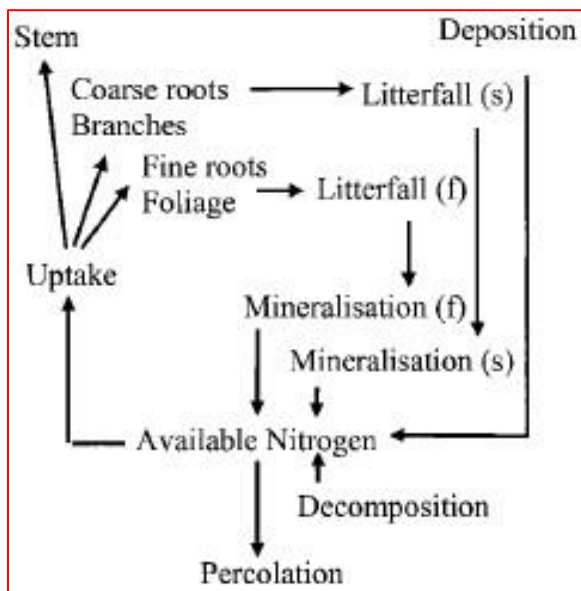 Stem
Deposition
Coarse roots
Branches
Litterfall (s)
Fine roots
Foliage
Litterfall (f)
Uptake
Mineralisation (f)
Mineralisation (s)
Available Nitrogen
Decomposition
Percolation